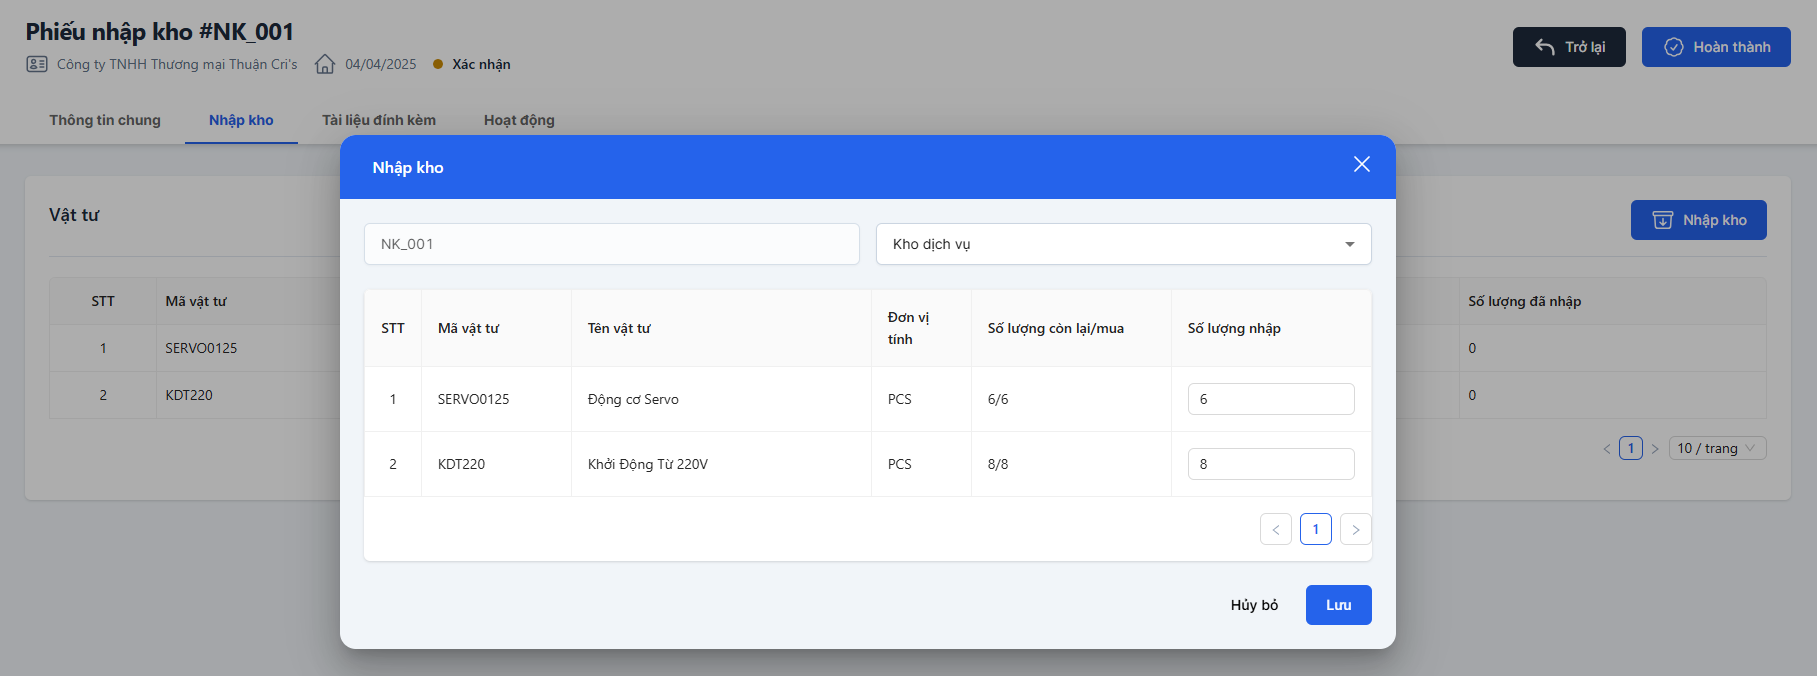 Phiếu nhập kho #NK_001
Công ty TNHH Thương mại Thuận Cri's 04/04/2025 Xác nhận
Trở lại
Hoàn thành
Thông tin chung Nhập kho Tài liệu đính kèm Hoạt động
Vật tư
Nhập kho
STT Mã vật tư Số lượng đã nhập
1 SERVO0125 0
2 KDT220 0
< 1 > 10 / trang
Nhập kho
NK_001 Kho dịch vụ
STT Mã vật tư Tên vật tư Đơn vị tính Số lượng còn lại/mua Số lượng nhập
1 SERVO0125 Động cơ Servo PCS 6/6 6
2 KDT220 Khởi Động Từ 220V PCS 8/8 8
< 1 >
Hủy bỏ Lưu